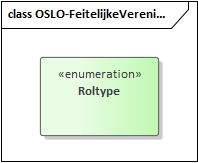 class OSLO-FeitelijkeVereni...
«enumeration»
Roltype